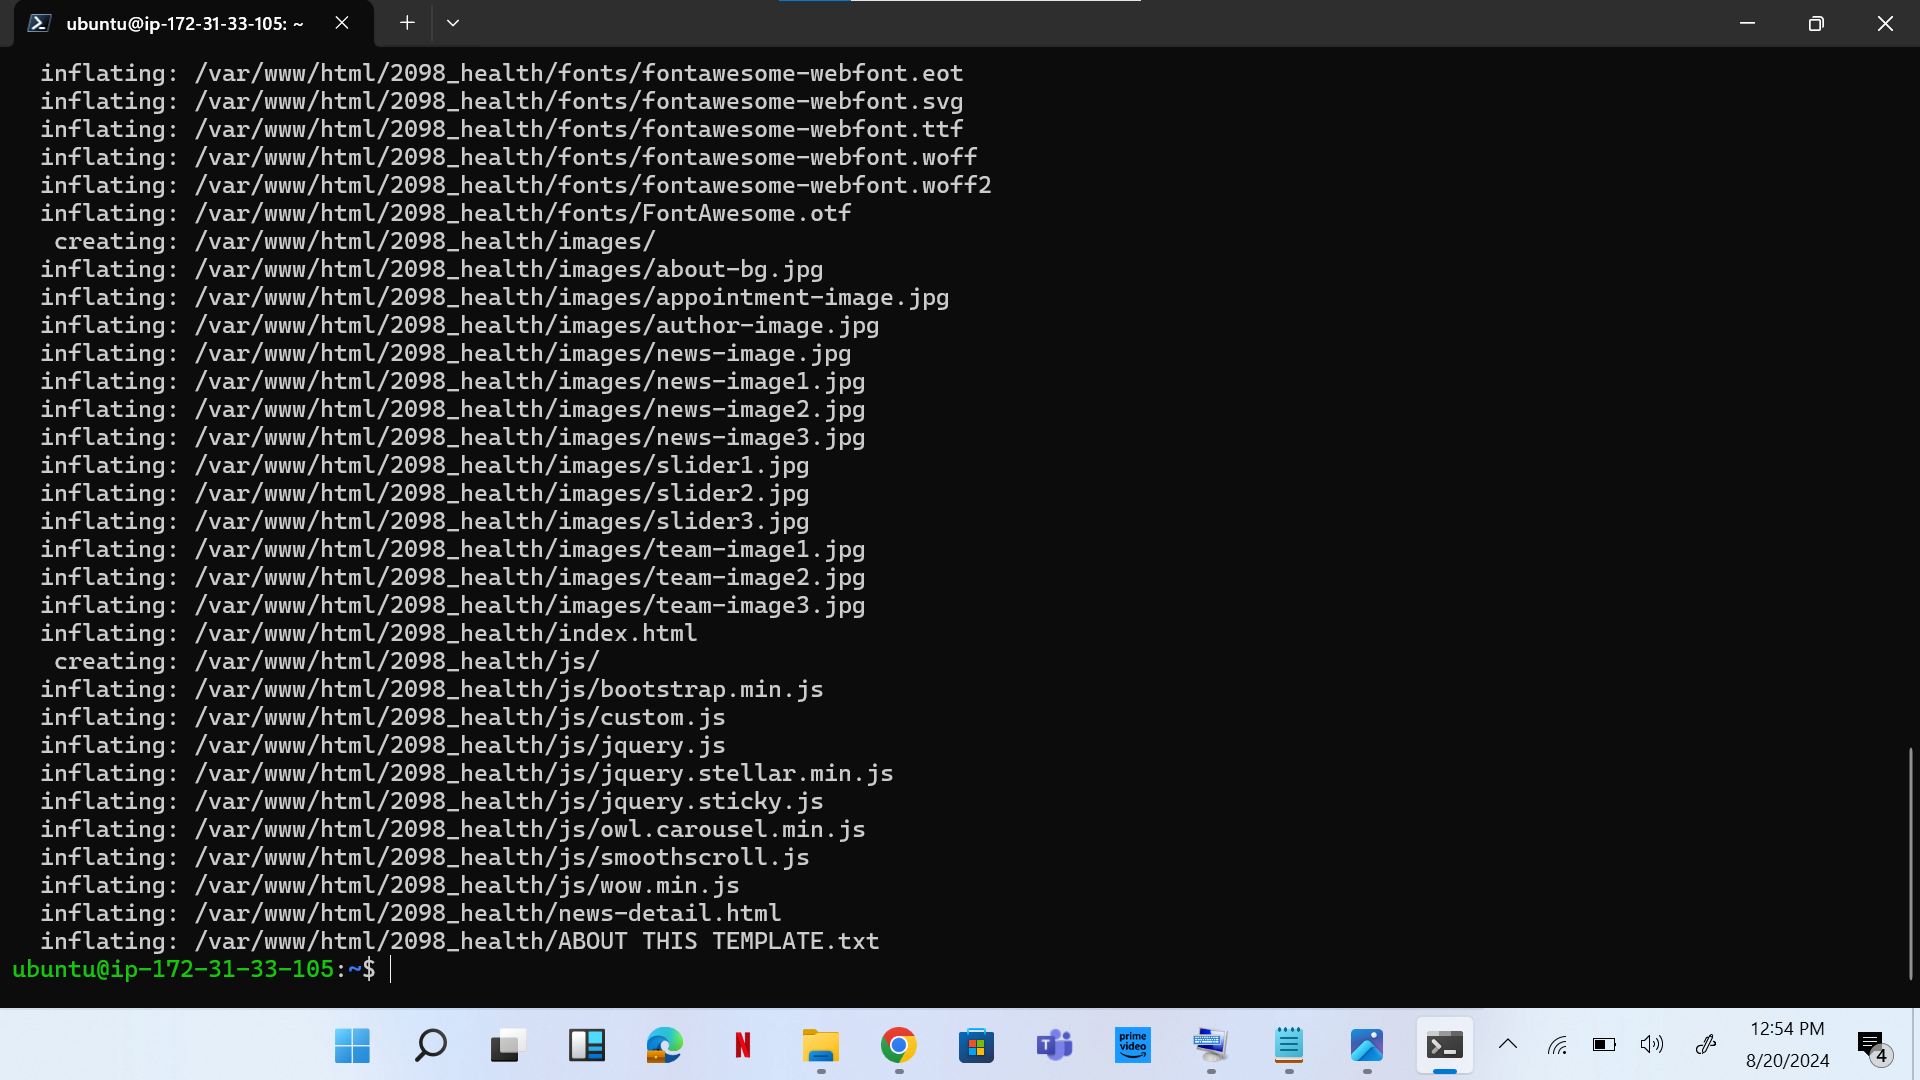 ubuntu@ip-172-31-33-105: ~
inflating: /var/www/html/2098_health/fonts/fontawesome-webfont.eot
inflating: /var/www/html/2098_health/fonts/fontawesome-webfont.svg
inflating: /var/www/html/2098_health/fonts/fontawesome-webfont.ttf
inflating: /var/www/html/2098_health/fonts/fontawesome-webfont.woff
inflating: /var/www/html/2098_health/fonts/fontawesome-webfont.woff2
inflating: /var/www/html/2098_health/fonts/FontAwesome.otf
creating: /var/www/html/2098_health/images/
inflating: /var/www/html/2098_health/images/about-bg.jpg
inflating: /var/www/html/2098_health/images/appointment-image.jpg
inflating: /var/www/html/2098_health/images/author-image.jpg
inflating: /var/www/html/2098_health/images/news-image.jpg
inflating: /var/www/html/2098_health/images/news-image1.jpg
inflating: /var/www/html/2098_health/images/news-image2.jpg
inflating: /var/www/html/2098_health/images/news-image3.jpg
inflating: /var/www/html/2098_health/images/slider1.jpg
inflating: /var/www/html/2098_health/images/slider2.jpg
inflating: /var/www/html/2098_health/images/slider3.jpg
inflating: /var/www/html/2098_health/images/team-image1.jpg
inflating: /var/www/html/2098_health/images/team-image2.jpg
inflating: /var/www/html/2098_health/images/team-image3.jpg
inflating: /var/www/html/2098_health/index.html
creating: /var/www/html/2098_health/js/
inflating: /var/www/html/2098_health/js/bootstrap.min.js
inflating: /var/www/html/2098_health/js/custom.js
inflating: /var/www/html/2098_health/js/jquery.js
inflating: /var/www/html/2098_health/js/jquery.stellar.min.js
inflating: /var/www/html/2098_health/js/jquery.sticky.js
inflating: /var/www/html/2098_health/js/owl.carousel.min.js
inflating: /var/www/html/2098_health/js/smoothscroll.js
inflating: /var/www/html/2098_health/js/wow.min.js
inflating: /var/www/html/2098_health/news-detail.html
inflating: /var/www/html/2098_health/ABOUT THIS TEMPLATE.txt
ubuntu@ip-172-31-33-105:~$
N
T
prime
video
12:54 PM
8/20/2024
4